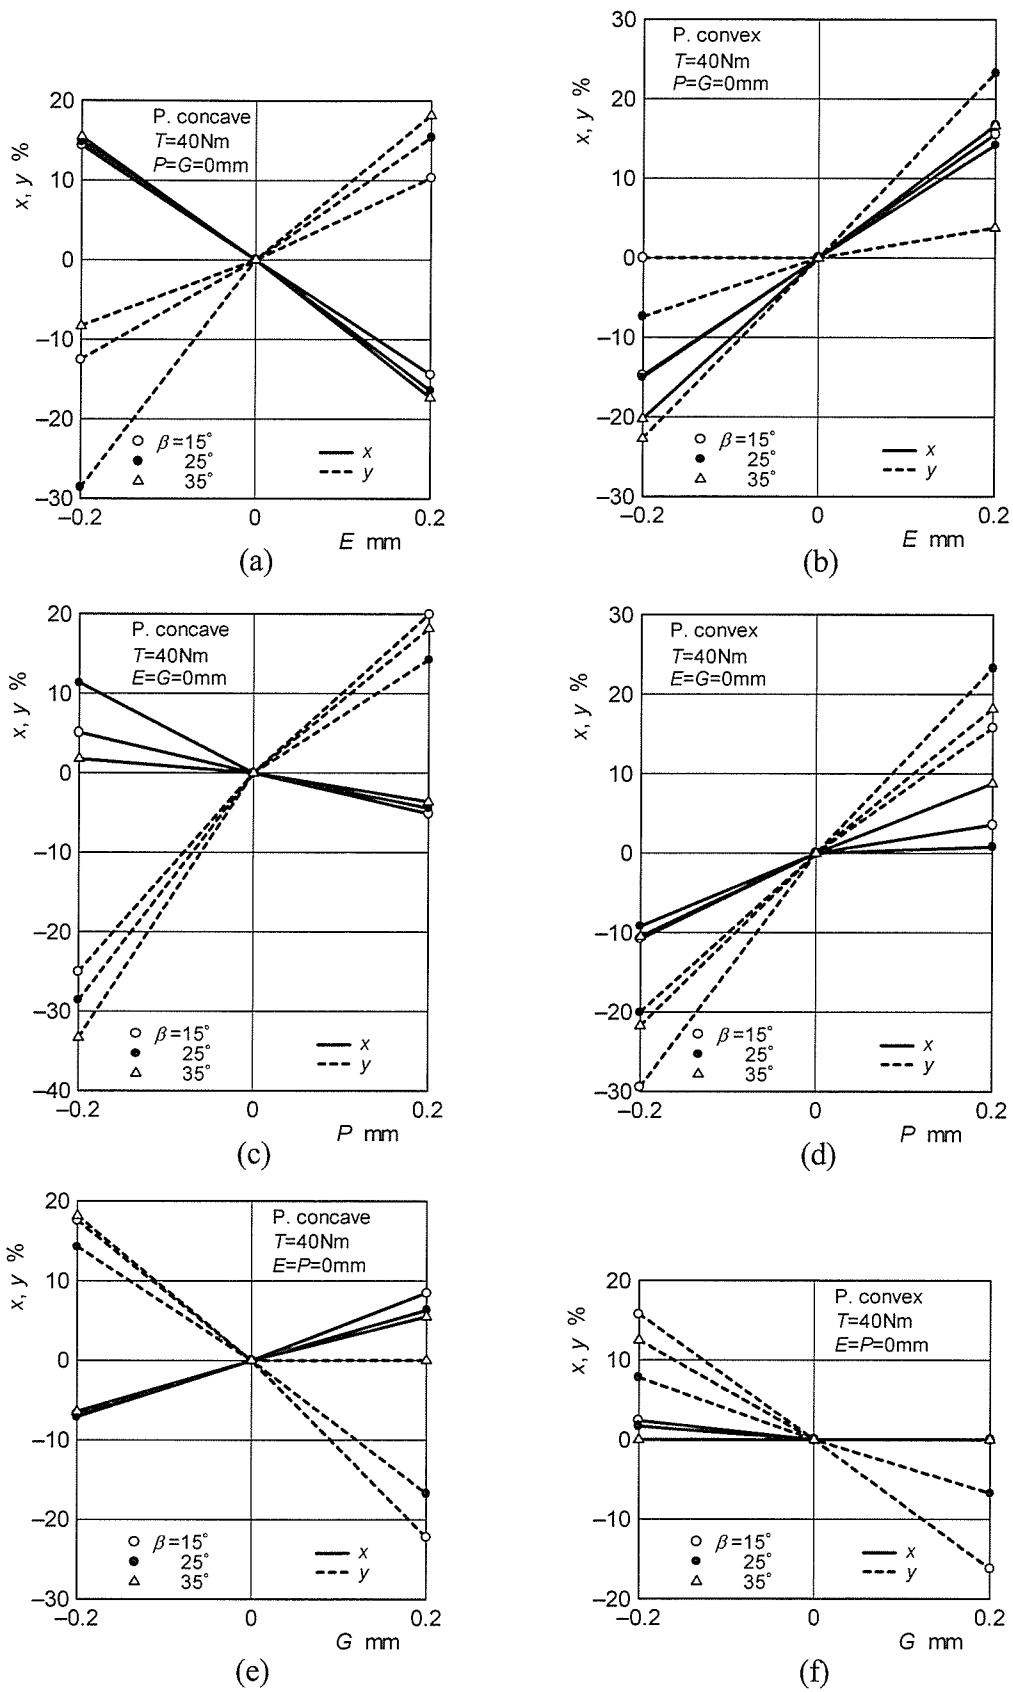 P. concave
T=40Nm
P=G=0mm
x, y %
20
10
0
−10
−20
−30
β=15°
25°
35°
x
y
−0.2
0
0.2
E mm
(a)
P. convex
T=40Nm
P=G=0mm
x, y %
30
20
10
0
−10
−20
−30
β=15°
25°
35°
x
y
−0.2
0
0.2
E mm
(b)
P. concave
T=40Nm
E=G=0mm
x, y %
20
10
0
−10
−20
−30
−40
β=15°
25°
35°
x
y
−0.2
0
0.2
P mm
(c)
P. convex
T=40Nm
E=G=0mm
x, y %
30
20
10
0
−10
−20
−30
β=15°
25°
35°
x
y
−0.2
0
0.2
P mm
(d)
P. concave
T=40Nm
E=P=0mm
x, y %
20
10
0
−10
−20
−30
β=15°
25°
35°
x
y
−0.2
0
0.2
G mm
(e)
P. convex
T=40Nm
E=P=0mm
x, y %
20
10
0
−10
−20
β=15°
25°
35°
x
y
−0.2
0
0.2
G mm
(f)